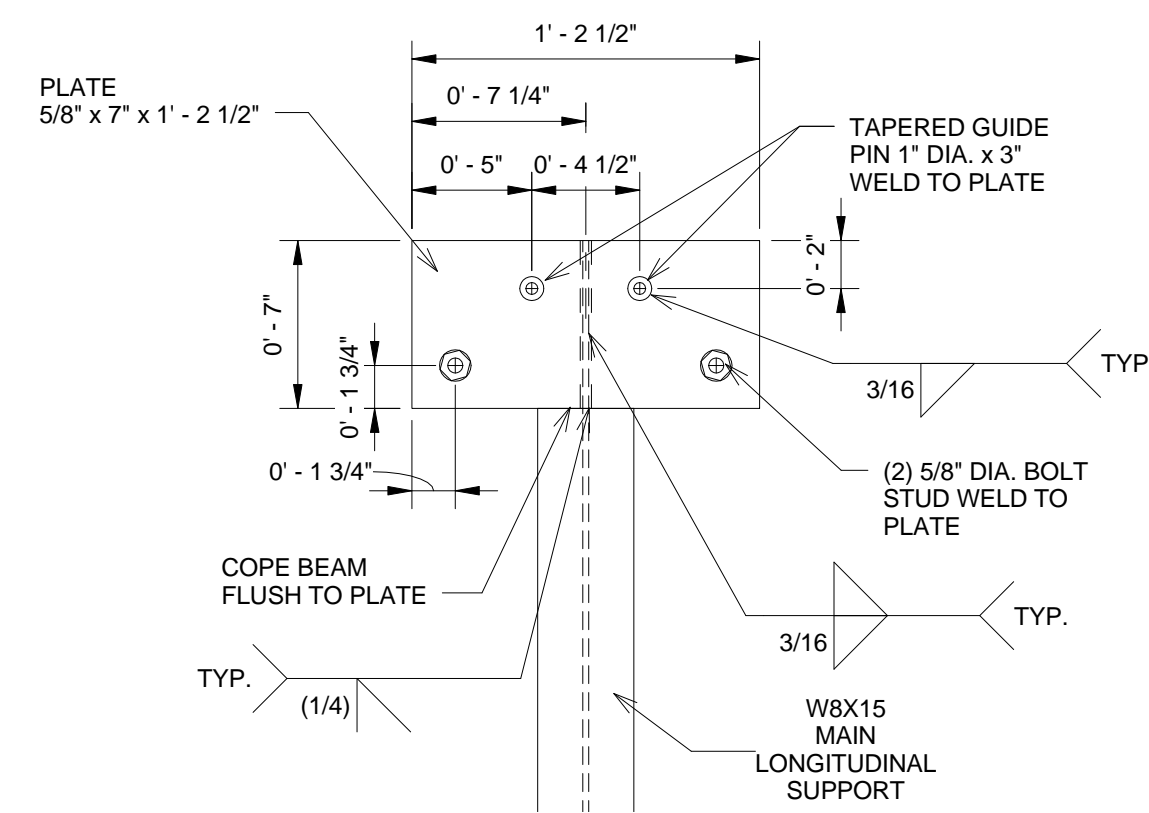 1' - 2 1/2"
PLATE
5/8" x 7" x 1' - 2 1/2"
0' - 7 1/4"
TAPERED GUIDE
PIN 1" DIA. x 3"
WELD TO PLATE
0' - 5"
0' - 4 1/2"
0' - 2"
0' - 7"
0' - 1 3/4"
TYP
3/16
0' - 1 3/4"
(2) 5/8" DIA. BOLT
STUD WELD TO
PLATE
COPE BEAM
FLUSH TO PLATE
TYP.
3/16
TYP.
(1/4)
W8X15
MAIN
LONGITUDINAL
SUPPORT